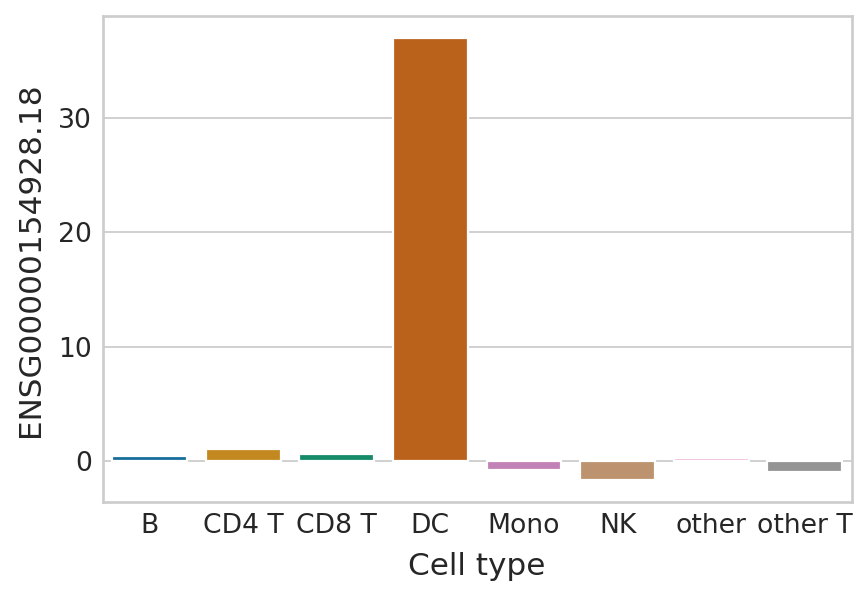 ENSG00000154928.18
30
20
10
0
B CD4 T CD8 T DC Mono NK other other T
Cell type